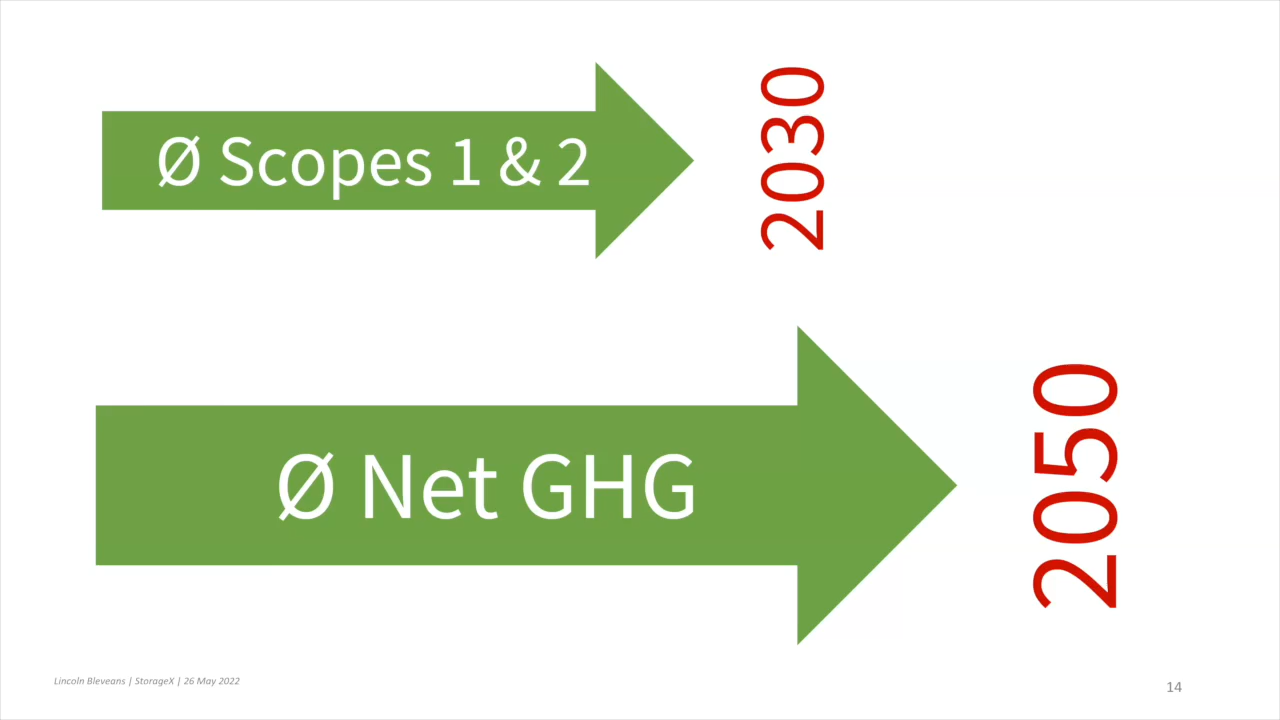 Ø Scopes 1 & 2
2030
Ø Net GHG
2050
Lincoln Bleveans | StorageX | 26 May 2022
14